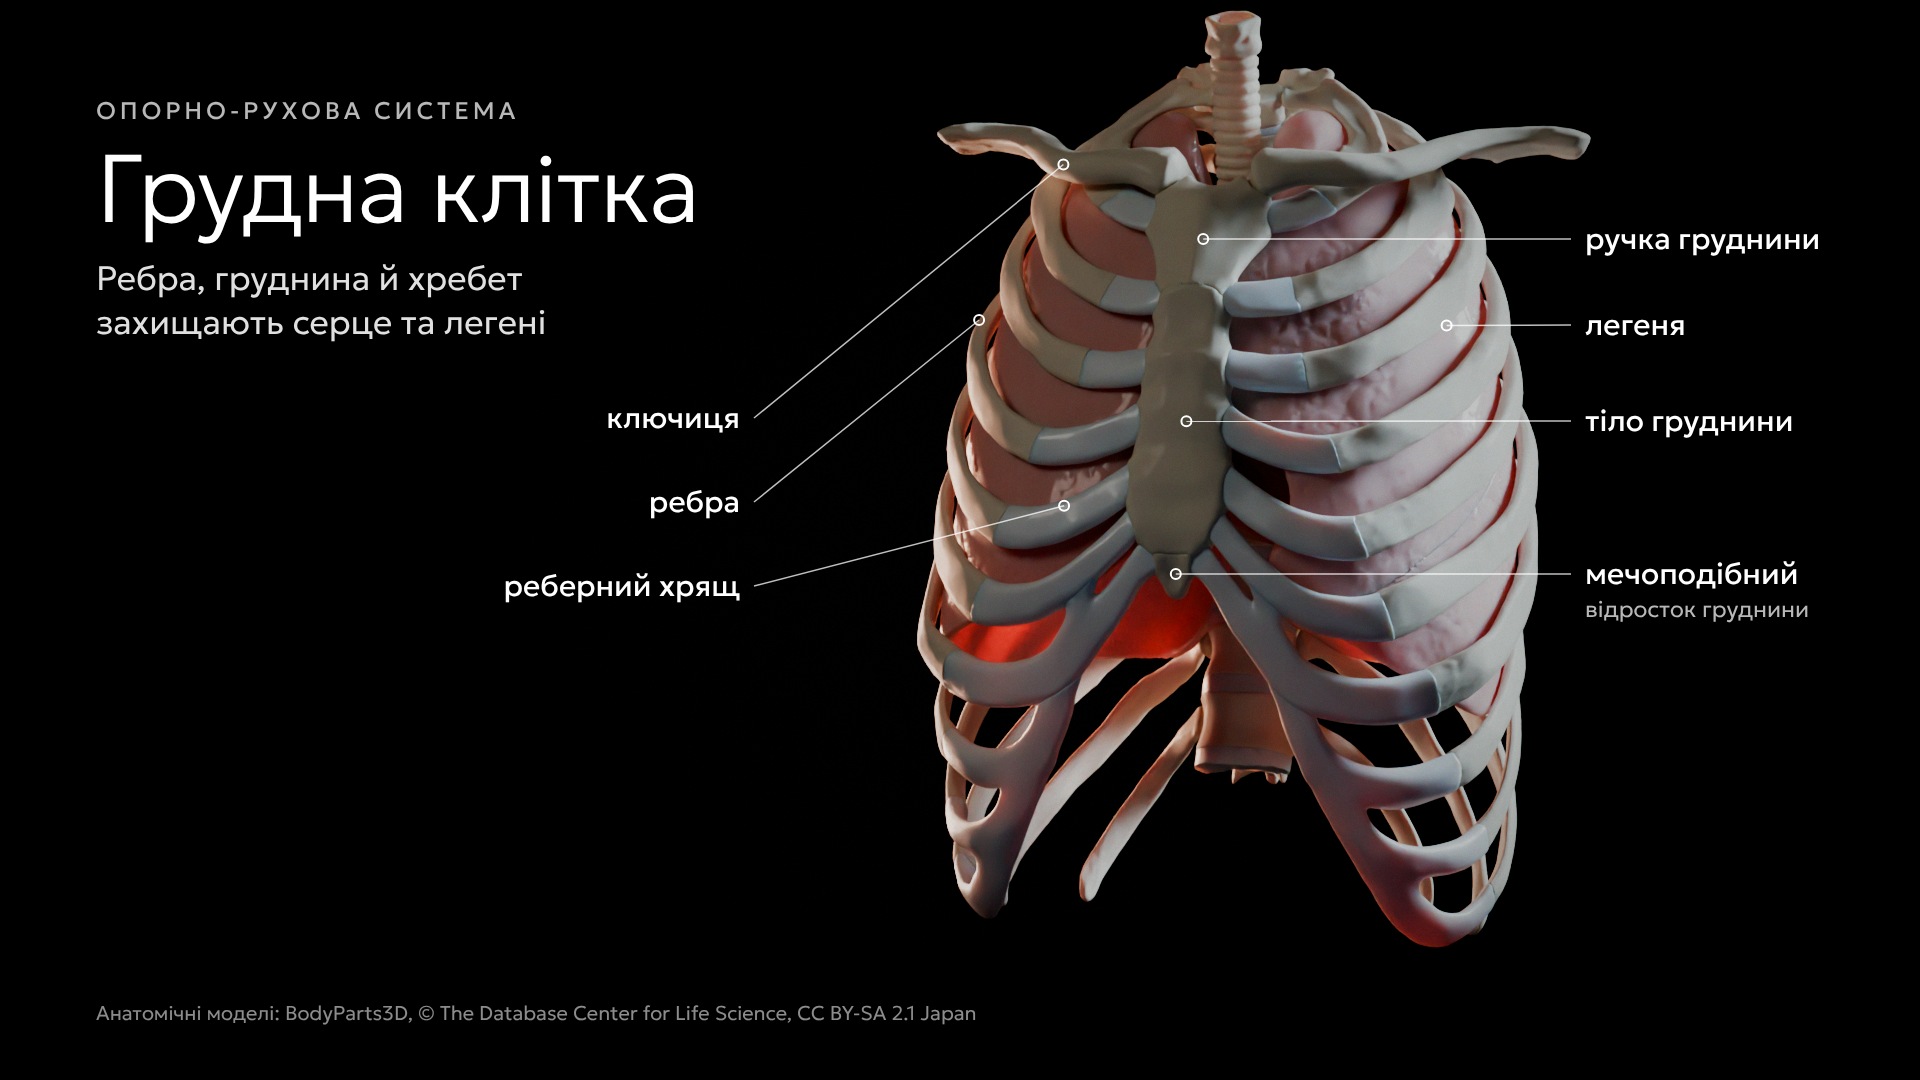 ОПОРНО-РУХОВА СИСТЕМА
Грудна клітка
Ребра, груднина й хребет
захищають серце та легені
ключиця
ребра
реберний хрящ
ручка груднини
легеня
тіло груднини
мечоподібний
відросток груднини
Анатомічні моделі: BodyParts3D, © The Database Center for Life Science, CC BY-SA 2.1 Japan